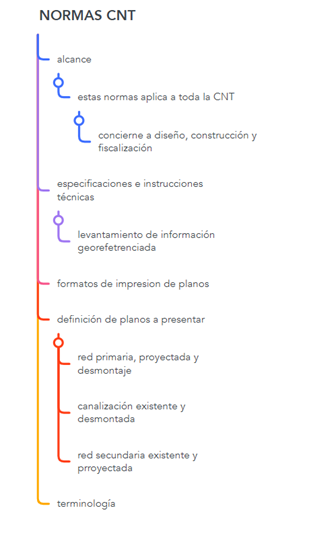 NORMAS CNT
alcance
estas normas aplica a toda la CNT
concierne a diseño, construcción y
fiscalización
especificaciones e instrucciones
técnicas
levantamiento de información
georefetrenciada
formatos de impresion de planos
definición de planos a presentar
red primaria, proyectada y
desmontaje
canalización existente y
desmontada
red secundaria existente y
prroyectada
terminología